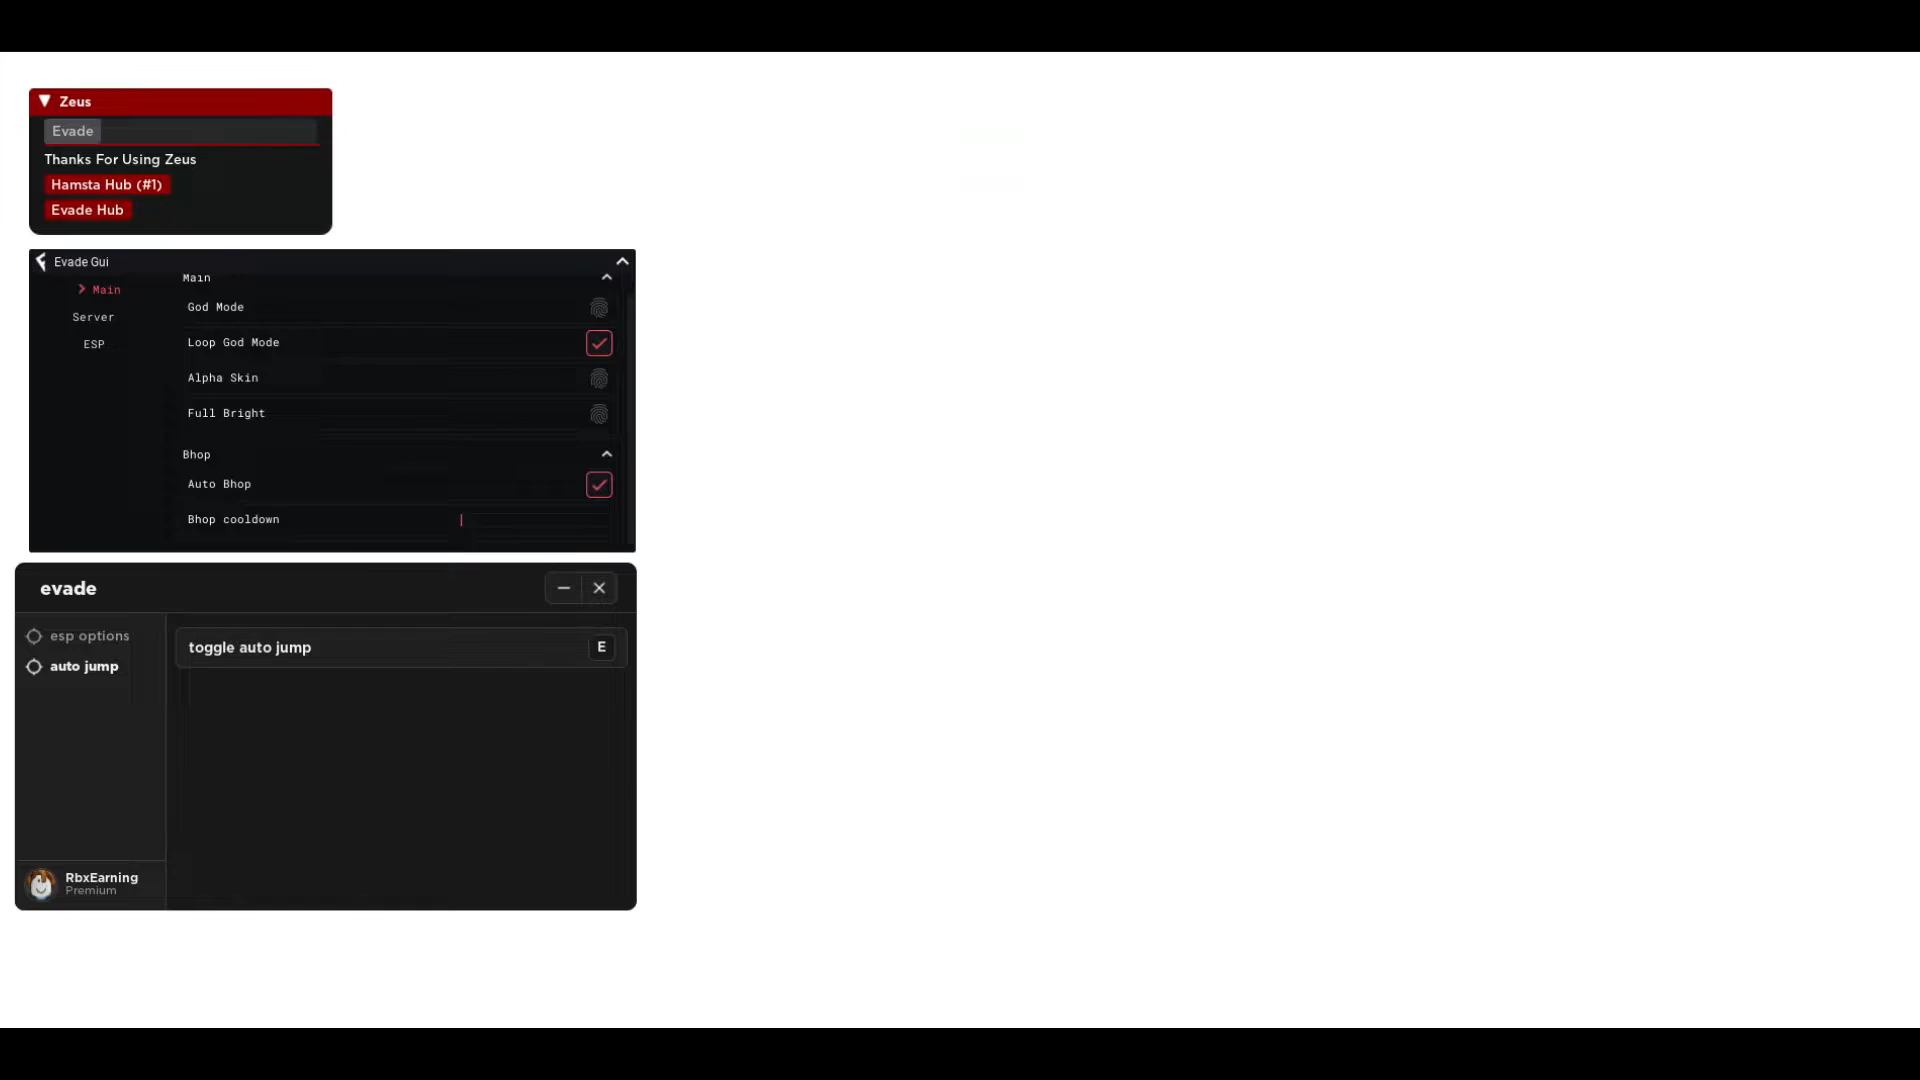 Zeus
Evade
Thanks For Using Zeus
Hamsta Hub (#1)
Evade Hub
Evade Gui
Main
Server
ESP
Main
God Mode
Loop God Mode
Alpha Skin
Full Bright
Bhop
Auto Bhop
Bhop cooldown
evade
esp options
auto jump
toggle auto jump E
RbxEarning
Premium